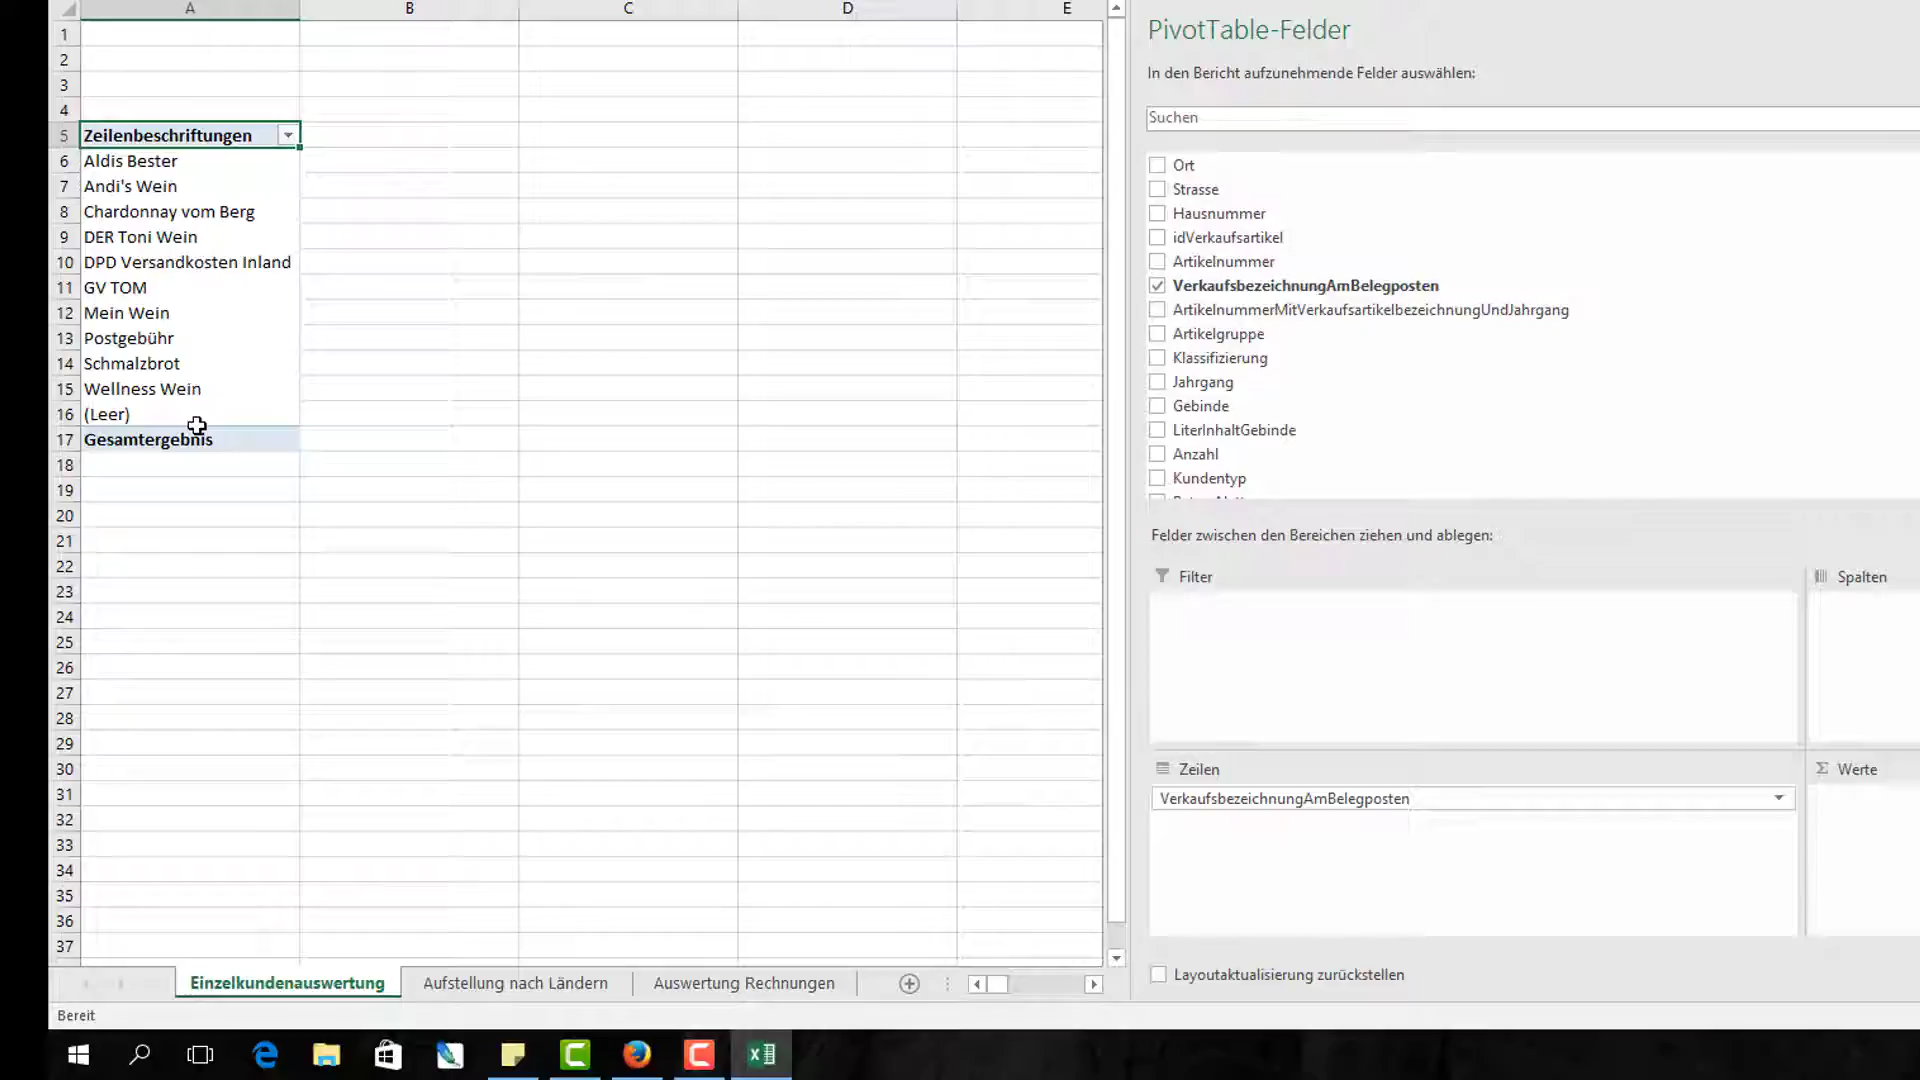 A B C D E
1
2
3
4
5 Zeilenbeschriftungen
6 Aldis Bester
7 Andi's Wein
8 Chardonnay vom Berg
9 DER Toni Wein
10 DPD Versandkosten Inland
11 GV TOM
12 Mein Wein
13 Postgebühr
14 Schmalzbrot
15 Wellness Wein
16 (Leer)
17 Gesamtergebnis
18
19
20
21
22
23
24
25
26
27
28
29
30
31
32
33
34
35
36
37
Einzelkundenauswertung Aufstellung nach Ländern Auswertung Rechnungen
Bereit
PivotTable-Felder
In den Bericht aufzunehmende Felder auswählen:
Suchen
Ort
Strasse
Hausnummer
idVerkaufsartikel
Artikelnummer
VerkaufsbezeichnungAmBelegposten
ArtikelnummerMitVerkaufsartikelbezeichnungUndJahrgang
Artikelgruppe
Klassifizierung
Jahrgang
Gebinde
LiterInhaltGebinde
Anzahl
Kundentyp
Felder zwischen den Bereichen ziehen und ablegen:
Filter
Spalten
Zeilen
VerkaufsbezeichnungAmBelegposten
Σ Werte
Layoutaktualisierung zurückstellen